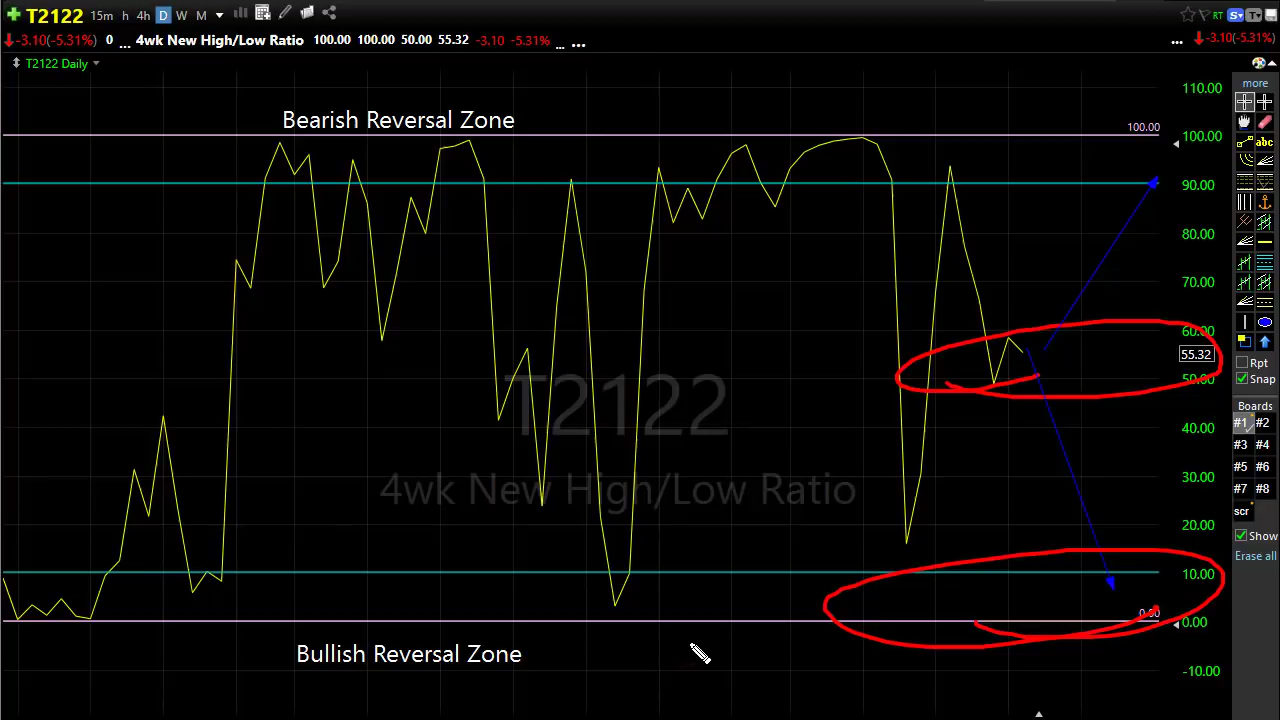 T2122 15m h 4h D W M RT S T
-3.10(-5.31%) 0 ... 4wk New High/Low Ratio 100.00 100.00 50.00 55.32 -3.10 -5.31% ... ... ... -3.10(-5.31%)
T2122 Daily
more
110.00
Bearish Reversal Zone
100.00
100.00
abc
90.00
80.00
70.00
60.00
55.32
Rpt
50.00
Snap
T2122
Boards
#1 #2
40.00
#3 #4
#5 #6
30.00
4wk New High/Low Ratio
#7 #8
scr
20.00
Show
Erase all
10.00
0.00
0.00
Bullish Reversal Zone
-10.00